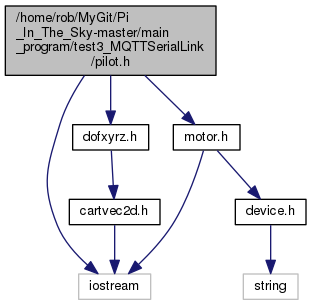 /home/rob/MyGit/Pi
_In_The_Sky-master/main
_program/test3_MQTTSerialLink
/pilot.h
dofxyrz.h
motor.h
cartvec2d.h
device.h
iostream
string